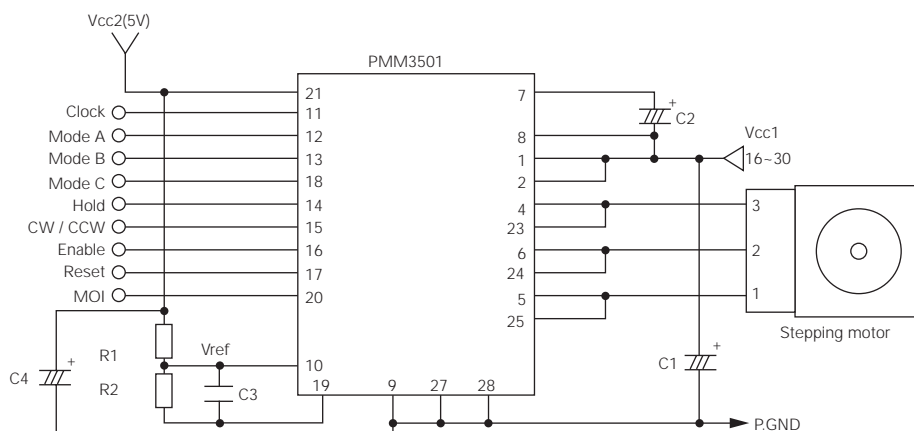 Vcc2(5V)
PMM3501
21
Clock
11
Mode A
12
Mode B
13
Mode C
18
Hold
14
CW / CCW
15
Enable
16
Reset
17
MOI
20
7
+
C2
8
Vcc1
1
16~30
2
4
3
23
6
2
24
5
1
25
Stepping motor
R1
Vref
10
+
C4
R2
C3
19
9
27
28
+
C1
P.GND